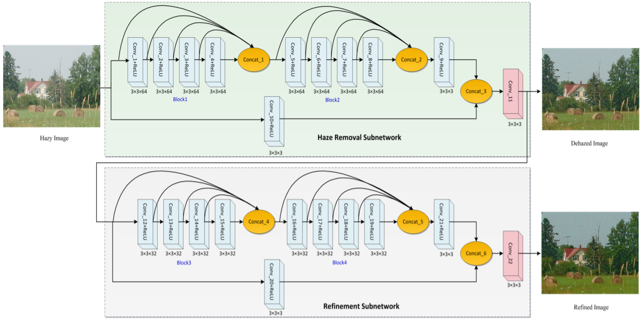 Conv_1+ReLU
Conv_2+ReLU
Conv_3+ReLU
Conv_4+ReLU
Concat_1
Conv_5+ReLU
Conv_6+ReLU
Conv_7+ReLU
Conv_8+ReLU
Concat_2
Conv_9+ReLU
3×3×64
3×3×64
3×3×64
3×3×64
3×3×64
3×3×64
3×3×64
3×3×64
3×3×3
Block1
Block2
Concat_3
Conv_11
3×3×3
Conv_10+ReLU
3×3×3
Hazy Image
Haze Removal Subnetwork
Dehazed Image
Conv_12+ReLU
Conv_13+ReLU
Conv_14+ReLU
Conv_15+ReLU
Concat_4
Conv_16+ReLU
Conv_17+ReLU
Conv_18+ReLU
Conv_19+ReLU
Concat_5
Conv_21+ReLU
3×3×32
3×3×32
3×3×32
3×3×32
3×3×32
3×3×32
3×3×32
3×3×32
3×3×3
Block3
Block4
Concat_6
Conv_22
3×3×3
Conv_20+ReLU
3×3×3
Refinement Subnetwork
Refined Image